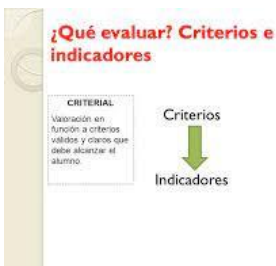 ¿Qué evaluar? Criterios e
indicadores
CRITERIAL
Valoración en
función a criterios
válidos y claros que
debe alcanzar el
alumno.
Criterios
Indicadores